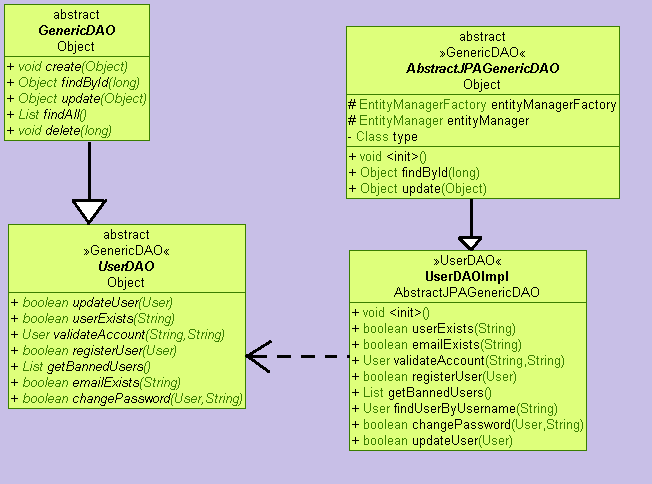 abstract
GenericDAO
Object
+ void create(Object)
+ Object findById(long)
+ Object update(Object)
+ List findAll()
+ void delete(long)
abstract
»GenericDAO«
AbstractJPAGenericDAO
Object
# EntityManagerFactory entityManagerFactory
# EntityManager entityManager
- Class type
+ void <init>()
+ Object findById(long)
+ Object update(Object)
abstract
»GenericDAO«
UserDAO
Object
+ boolean updateUser(User)
+ boolean userExists(String)
+ User validateAccount(String,String)
+ boolean registerUser(User)
+ List getBannedUsers()
+ boolean emailExists(String)
+ boolean changePassword(User,String)
»UserDAO«
UserDAOImpl
AbstractJPAGenericDAO
+ void <init>()
+ boolean userExists(String)
+ boolean emailExists(String)
+ User validateAccount(String,String)
+ boolean registerUser(User)
+ List getBannedUsers()
+ User findUserByUsername(String)
+ boolean changePassword(User,String)
+ boolean updateUser(User)